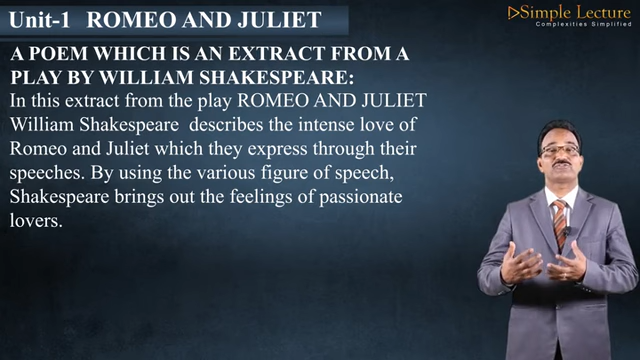 Unit-1 ROMEO AND JULIET
Simple Lecture
Complexities Simplified
A POEM WHICH IS AN EXTRACT FROM A
PLAY BY WILLIAM SHAKESPEARE:
In this extract from the play ROMEO AND JULIET
William Shakespeare describes the intense love of
Romeo and Juliet which they express through their
speeches. By using the various figure of speech,
Shakespeare brings out the feelings of passionate
lovers.